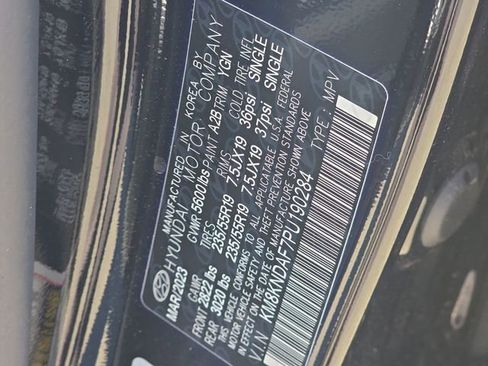 MANUFACTURED IN KOREA BY
HYUNDAI MOTOR COMPANY
MAR/2023 GVWR 5600lbs PAINT A2B TRIM YGN
GAWR TIRES RIMS COLD TIRE INFL
FRONT 2822 lbs 235/55R19 7.5JX19 36psi SINGLE
REAR 3020 lbs 235/55R19 7.5JX19 37psi SINGLE
THIS VEHICLE CONFORMS TO ALL APPLICABLE U.S.A. FEDERAL
MOTOR VEHICLE SAFETY AND THEFT PREVENTION STANDARDS
IN EFFECT ON THE DATE OF MANUFACTURE SHOWN ABOVE
V.I.N KM8KNDAF7PU190284 TYPE : MPV